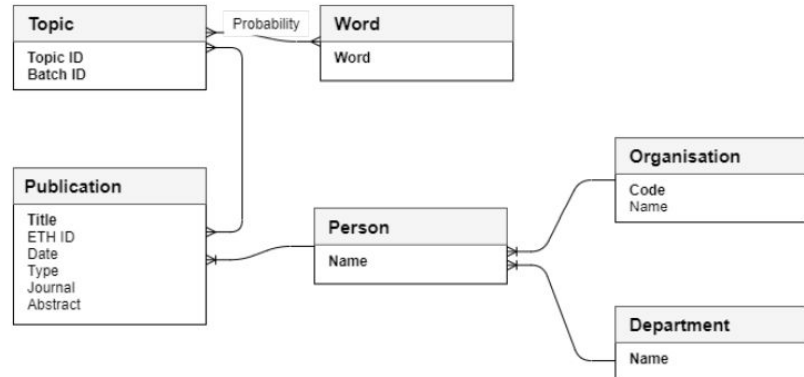 Topic
Probability
Word
Topic ID
Batch ID
Word
Publication
Title
ETH ID
Date
Type
Journal
Abstract
Person
Name
Organisation
Code
Name
Department
Name